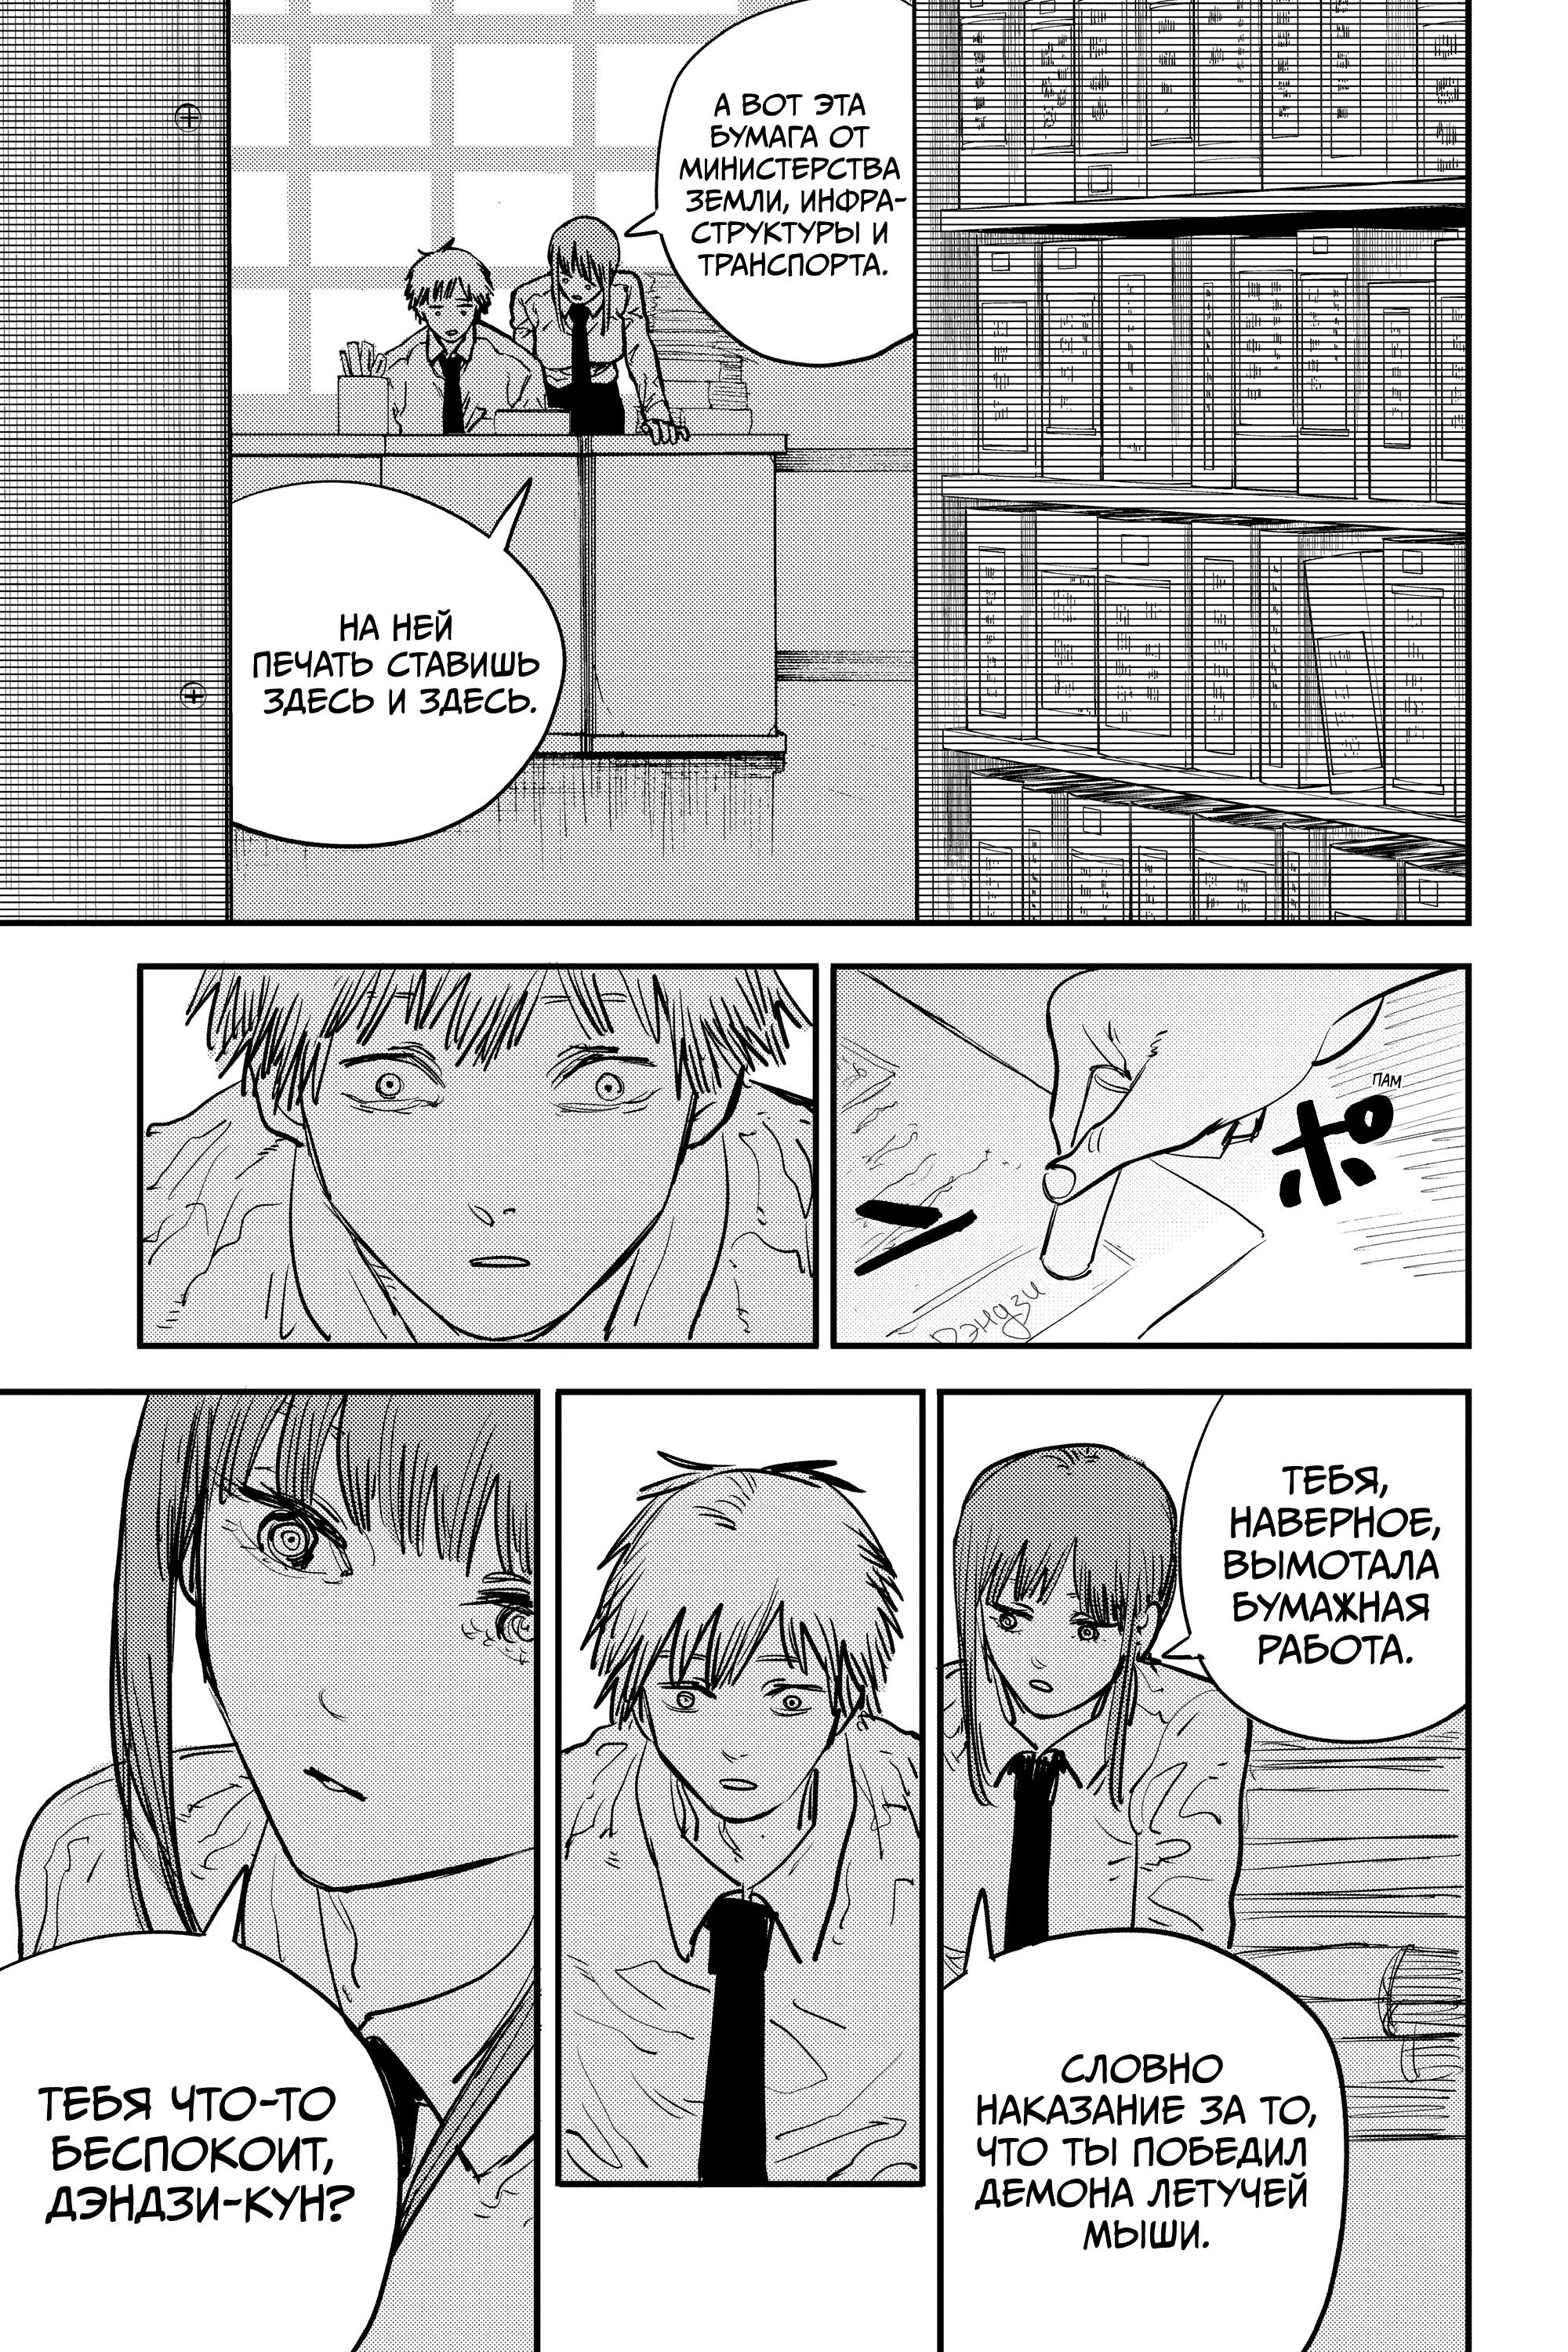 А ВОТ ЭТА
БУМАГА ОТ
МИНИСТЕРСТВА
ЗЕМЛИ, ИНФРА-
СТРУКТУРЫ И
ТРАНСПОРТА.
НА НЕЙ
ПЕЧАТЬ СТАВИШЬ
ЗДЕСЬ И ЗДЕСЬ.
ПАМ
ポ
ン
Дэндзи
ТЕБЯ,
НАВЕРНОЕ,
ВЫМОТАЛА
БУМАЖНАЯ
РАБОТА.
СЛОВНО
НАКАЗАНИЕ ЗА ТО,
ЧТО ТЫ ПОБЕДИЛ
ДЕМОНА ЛЕТУЧЕЙ
МЫШИ.
ТЕБЯ ЧТО-ТО
БЕСПОКОИТ,
ДЭНДЗИ-КУН?